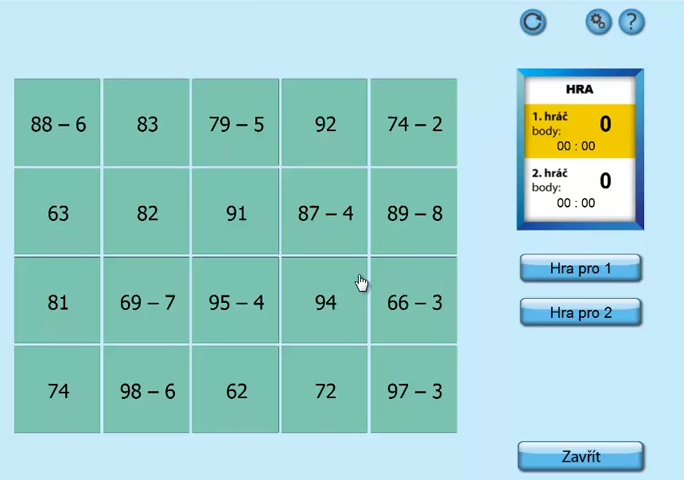 ?
88 – 6 83 79 – 5 92 74 – 2
63 82 91 87 – 4 89 – 8
81 69 – 7 95 – 4 94 66 – 3
74 98 – 6 62 72 97 – 3
HRA
1. hráč
body: 0
00 : 00
2. hráč
body: 0
00 : 00
Hra pro 1
Hra pro 2
Zavřít